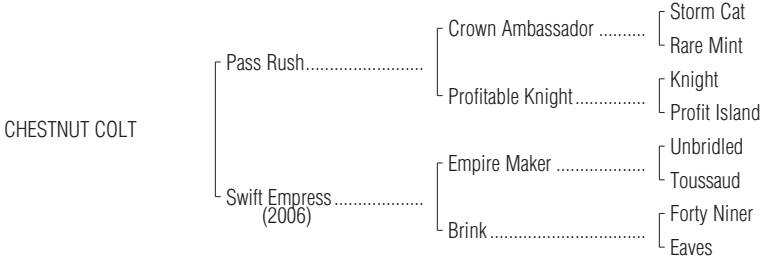 Storm Cat
Crown Ambassador .........
Rare Mint
Pass Rush.......................
Knight
Profitable Knight..............
Profit Island
CHESTNUT COLT
Unbridled
Empire Maker .................
Toussaud
Swift Empress .................
(2006)
Forty Niner
Brink...............................
Eaves